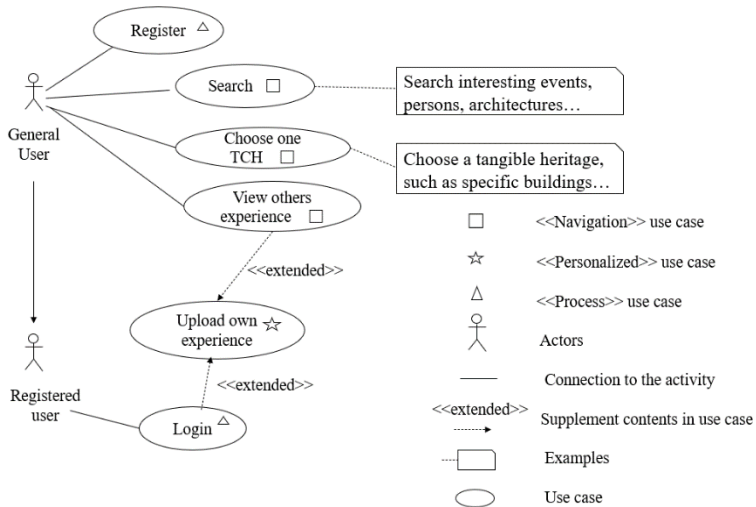 Register
Search
Search interesting events,
persons, architectures…
General
User
Choose one
TCH
Choose a tangible heritage,
such as specific buildings…
View others
experience
<<Navigation>> use case
<<extended>>
<<Personalized>> use case
<<Process>> use case
Upload own
experience
Actors
<<extended>>
Connection to the activity
Registered
user
<<extended>>
Supplement contents in use case
Login
Examples
Use case